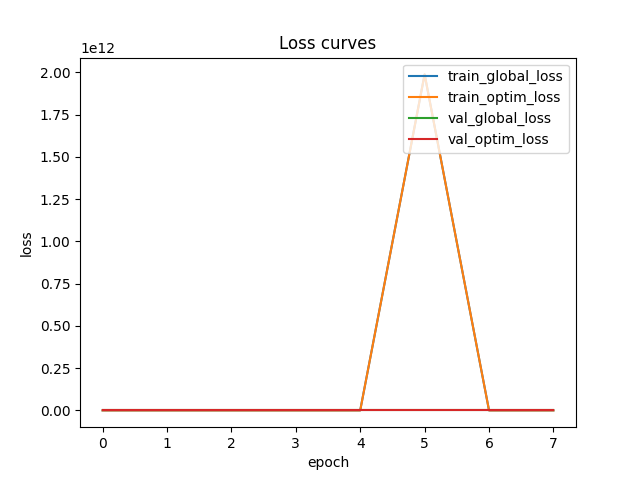 Loss curves
1e12
2.00
1.75
1.50
1.25
1.00
0.75
0.50
0.25
0.00
loss
train_global_loss
train_optim_loss
val_global_loss
val_optim_loss
0 1 2 3 4 5 6 7
epoch